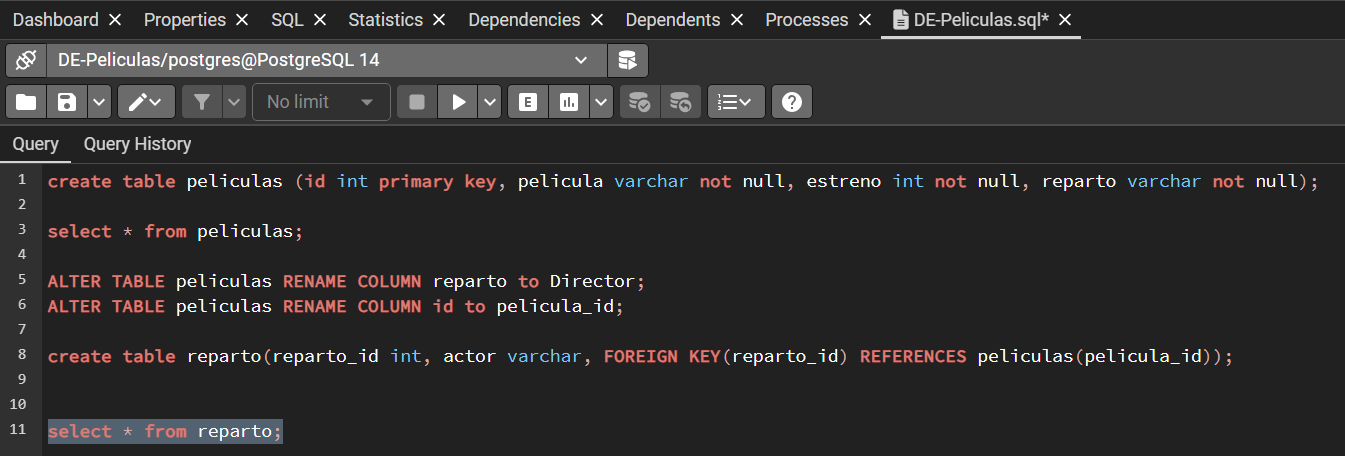 Dashboard Properties SQL Statistics Dependencies Dependents Processes DE-Peliculas.sql*
DE-Peliculas/postgres@PostgreSQL 14
No limit E
Query Query History
1 create table peliculas (id int primary key, pelicula varchar not null, estreno int not null, reparto varchar not null);
2
3 select * from peliculas;
4
5 ALTER TABLE peliculas RENAME COLUMN reparto to Director;
6 ALTER TABLE peliculas RENAME COLUMN id to pelicula_id;
7
8 create table reparto(reparto_id int, actor varchar, FOREIGN KEY(reparto_id) REFERENCES peliculas(pelicula_id));
9
10
11 select * from reparto;